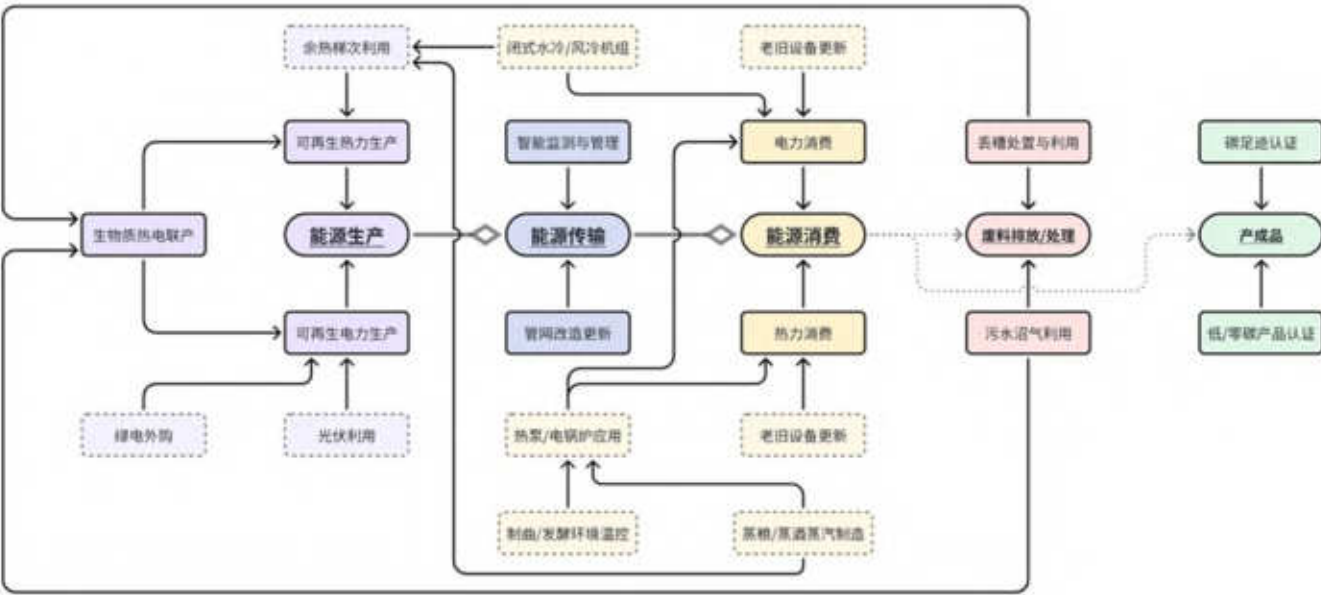 余热梯次利用
闭式水冷/风冷机组
老旧设备更新
可再生热力生产
智能监测与管理
电力消费
丢糟处置与利用
碳足迹认证
生物质热电联产
能源生产
能源传输
能源消费
废料排放/处理
产成品
可再生电力生产
管网改造更新
热力消费
污水沼气利用
低/零碳产品认证
绿电外购
光伏利用
热泵/电锅炉应用
老旧设备更新
制曲/发酵环境温控
蒸粮/蒸酒蒸汽制造